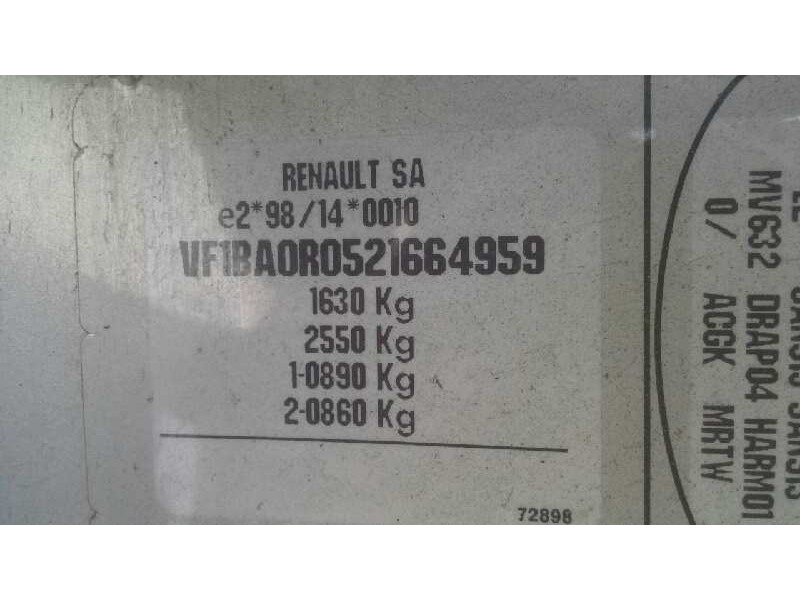 RENAULT SA
e2*98/14*0010
VF1BA0R0521664959
1630 Kg
2550 Kg
1-0890 Kg
2-0860 Kg
72898
MV632 DRAP04 HARM01
0/ ACGK MRTW